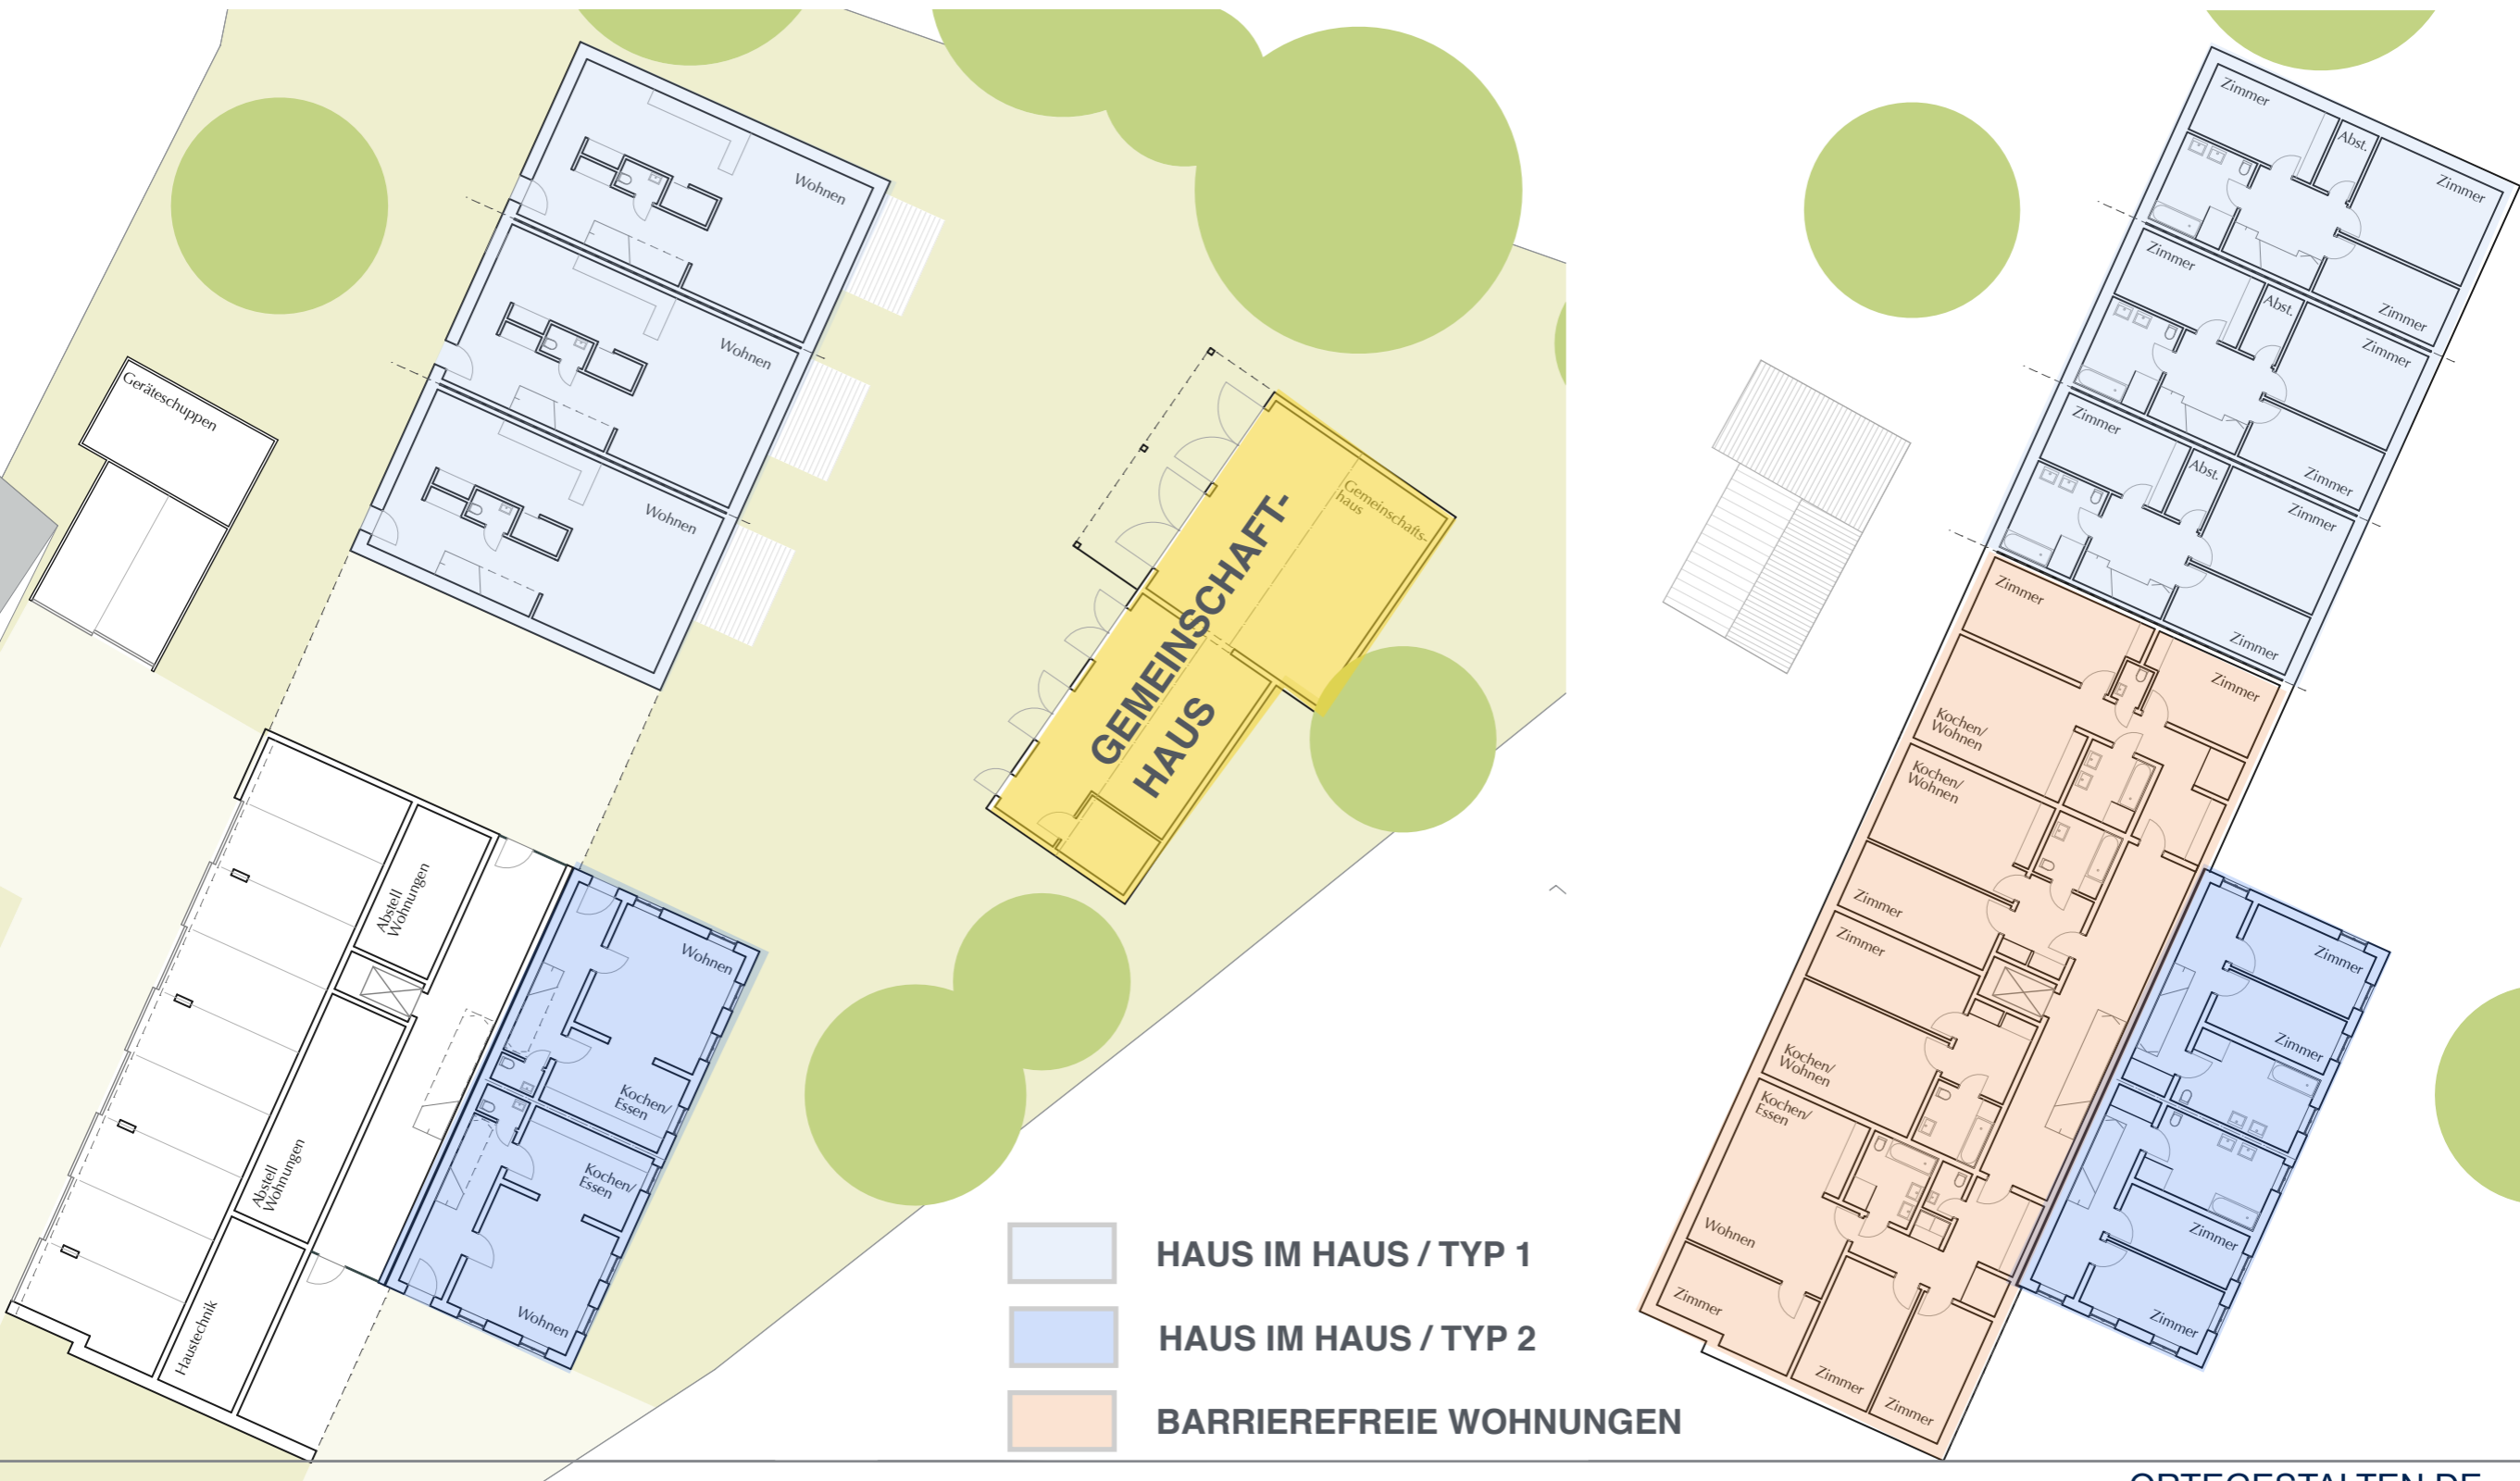 Wohnen
Wohnen
Wohnen
Geräteschuppen
Gemeinschafts-
haus
GEMEINSCHAFT-
HAUS
Abstell
Wohnungen
Abstell
Wohnungen
Haustechnik
Wohnen
Kochen/
Essen
Kochen/
Essen
Wohnen
Zimmer
Abst.
Zimmer
Zimmer
Zimmer
Abst.
Zimmer
Zimmer
Zimmer
Abst.
Zimmer
Zimmer
Zimmer
Zimmer
Kochen/
Wohnen
Kochen/
Wohnen
Zimmer
Zimmer
Kochen/
Wohnen
Kochen/
Essen
Wohnen
Zimmer
Zimmer
Zimmer
Zimmer
Zimmer
Zimmer
Zimmer
HAUS IM HAUS / TYP 1
HAUS IM HAUS / TYP 2
BARRIEREFREIE WOHNUNGEN
ORTEGESTALTEN.DE